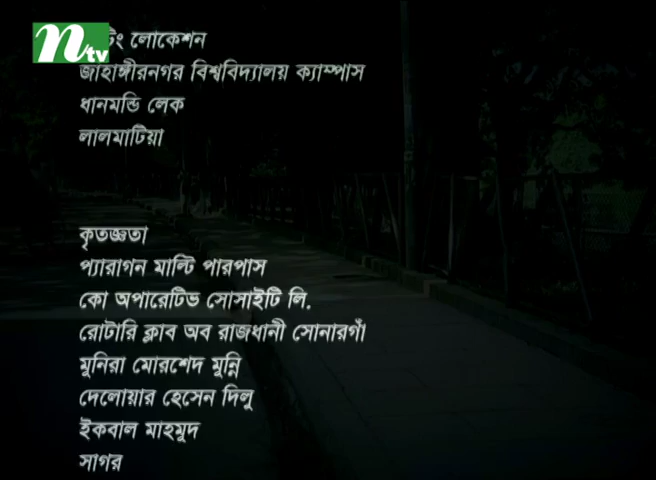 ntv
লোকেশন
জাহাঙ্গীরনগর বিশ্ববিদ্যালয় ক্যাম্পাস
ধানমন্ডি লেক
লালমাটিয়া
কৃতজ্ঞতা
প্যারাগন মাল্টি পারপাস
কো অপারেটিভ সোসাইটি লি.
রোটারি ক্লাব অব রাজধানী সোনারগাঁ
মুনিরা মোরশেদ মুন্নি
দেলোয়ার হেসেন দিলু
ইকবাল মাহমুদ
সাগর